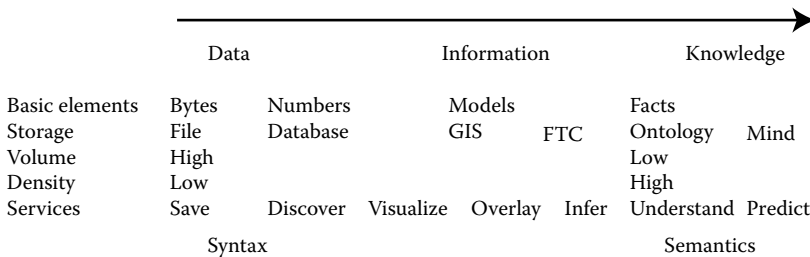 Data Information Knowledge
Basic elements Bytes Numbers Models Facts
Storage File Database GIS FTC Ontology Mind
Volume High Low
Density Low High
Services Save Discover Visualize Overlay Infer Understand Predict
Syntax Semantics